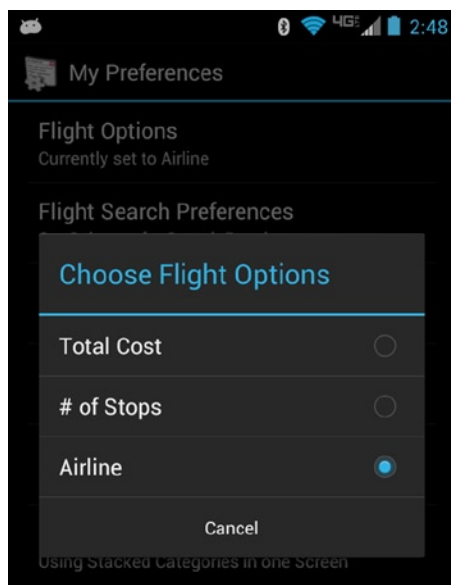 4G 2:48
My Preferences
Flight Options
Currently set to Airline
Flight Search Preferences
Choose Flight Options
Total Cost
# of Stops
Airline
Cancel
Using Stacked Categories in one Screen